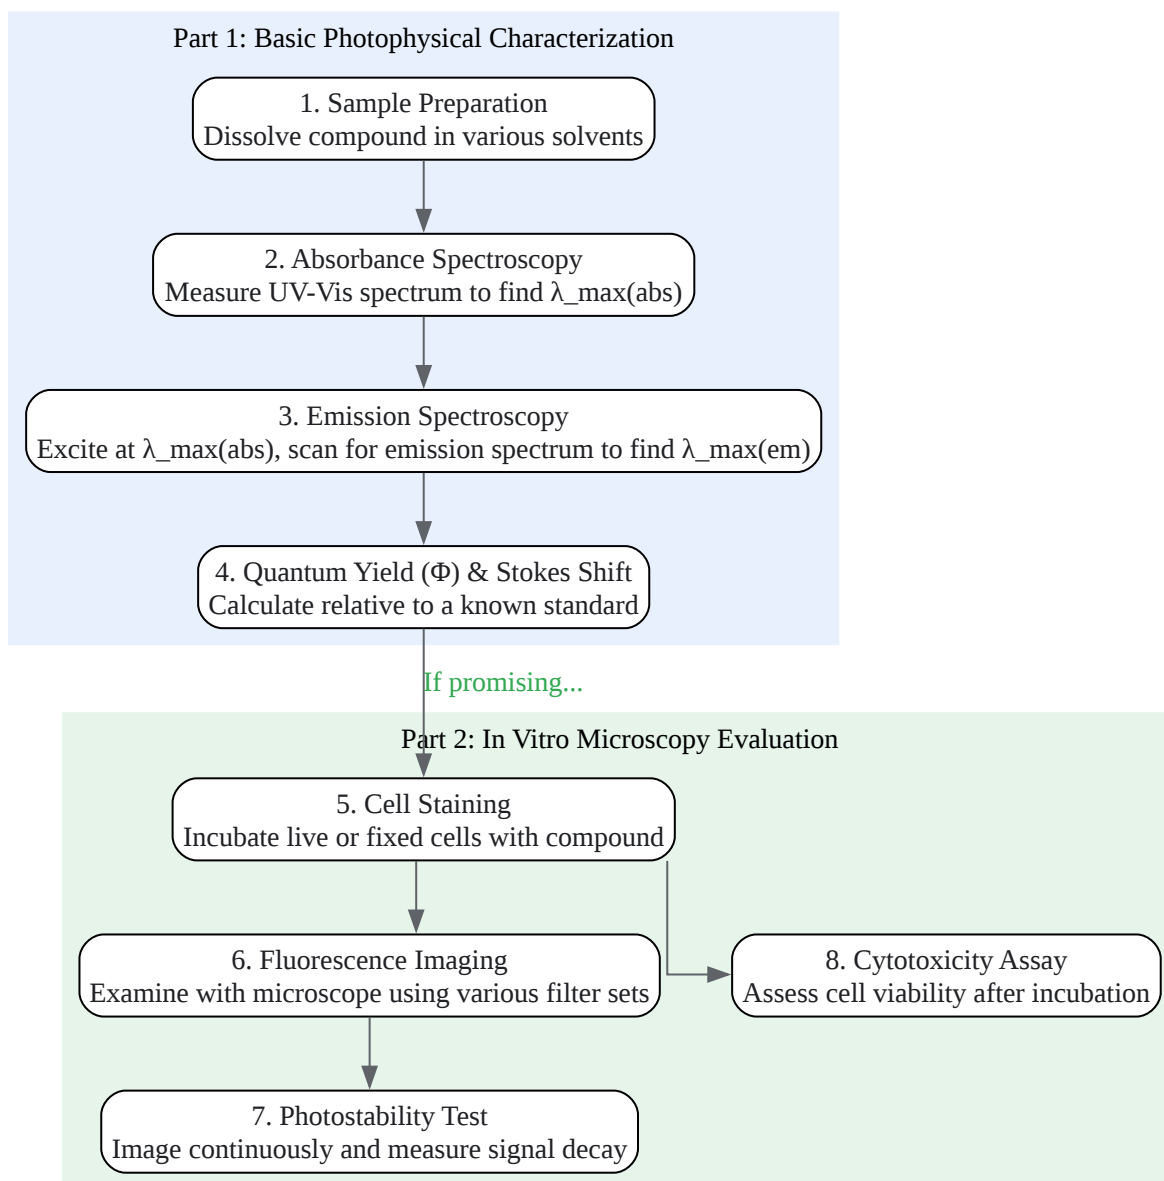 Part 1: Basic Photophysical Characterization
1. Sample Preparation
Dissolve compound in various solvents
2. Absorbance Spectroscopy
Measure UV-Vis spectrum to find λ_max(abs)
3. Emission Spectroscopy
Excite at λ_max(abs), scan for emission spectrum to find λ_max(em)
4. Quantum Yield (Φ) & Stokes Shift
Calculate relative to a known standard
If promising...
Part 2: In Vitro Microscopy Evaluation
5. Cell Staining
Incubate live or fixed cells with compound
6. Fluorescence Imaging
Examine with microscope using various filter sets
8. Cytotoxicity Assay
Assess cell viability after incubation
7. Photostability Test
Image continuously and measure signal decay